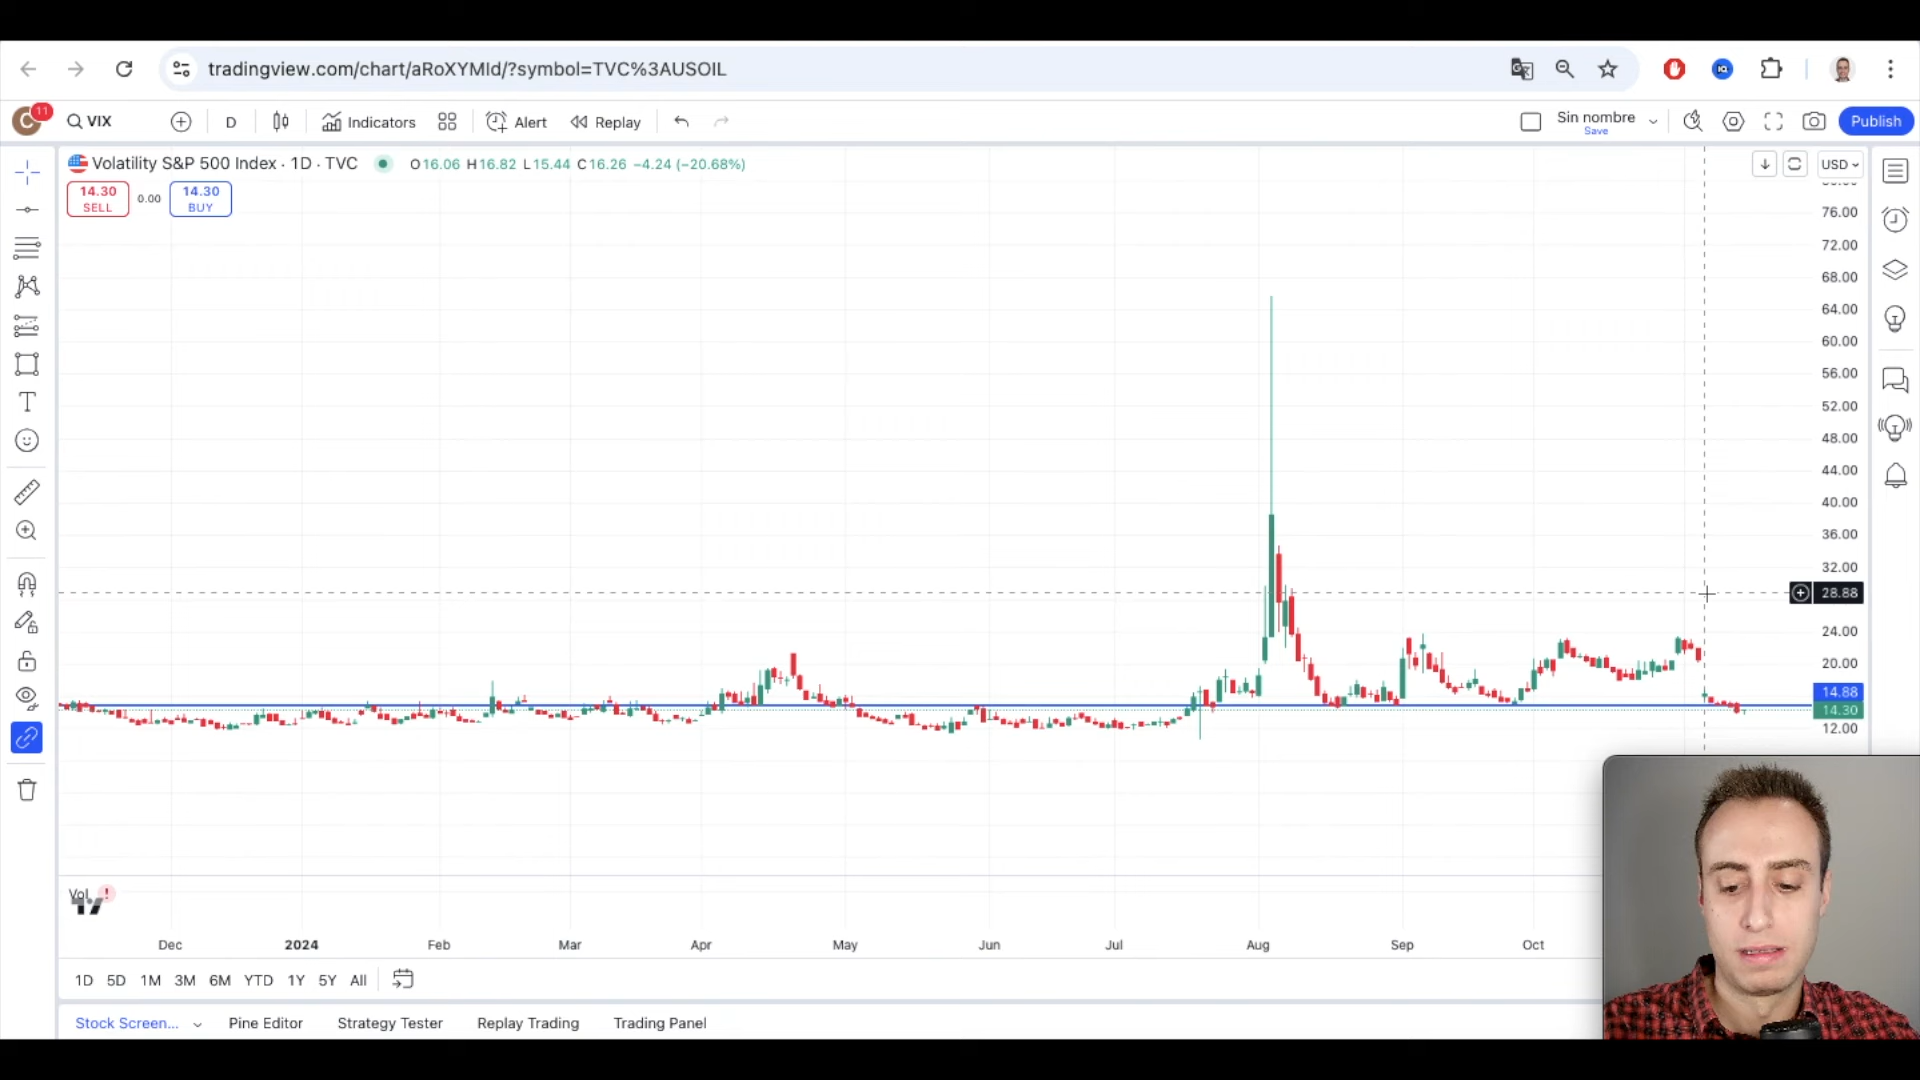 tradingview.com/chart/aRoXYMId/?symbol=TVC%3AUSOIL
C 11 VIX D Indicators Alert Replay Sin nombre Save Publish
Volatility S&P 500 Index · 1D · TVC O16.06 H16.82 L15.44 C16.26 −4.24 (−20.68%) USD
14.30 SELL 0.00 14.30 BUY
76.00
72.00
68.00
64.00
60.00
56.00
52.00
48.00
44.00
40.00
36.00
32.00
28.88
24.00
20.00
14.88
14.30
12.00
Vol !
Dec 2024 Feb Mar Apr May Jun Jul Aug Sep Oct
1D 5D 1M 3M 6M YTD 1Y 5Y All
Stock Screen... Pine Editor Strategy Tester Replay Trading Trading Panel